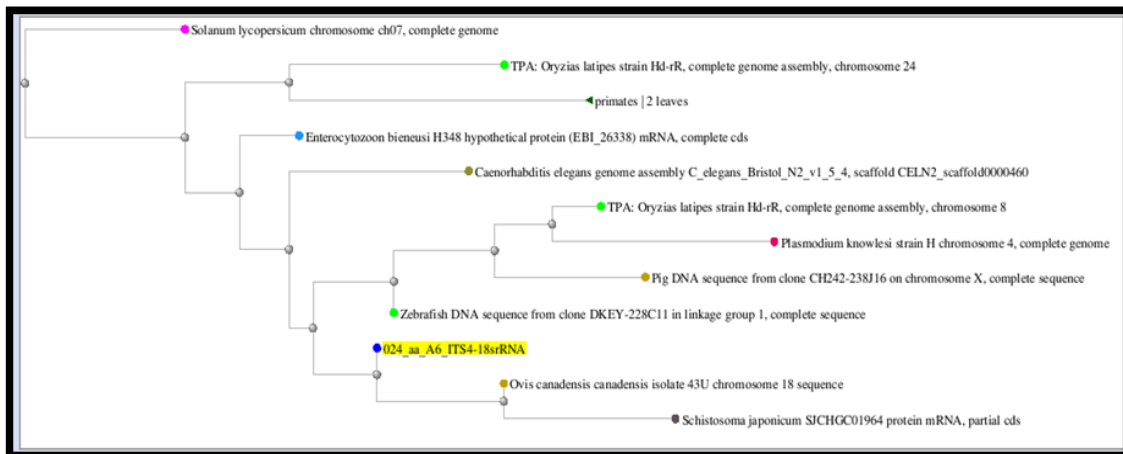 Solanum lycopersicum chromosome ch07, complete genome
TPA: Oryzias latipes strain Hd-rR, complete genome assembly, chromosome 24
primates | 2 leaves
Enterocytozoon bieneusi H348 hypothetical protein (EBI_26338) mRNA, complete cds
Caenorhabditis elegans genome assembly C_elegans_Bristol_N2_v1_5_4, scaffold CELN2_scaffold0000460
TPA: Oryzias latipes strain Hd-rR, complete genome assembly, chromosome 8
Plasmodium knowlesi strain H chromosome 4, complete genome
Pig DNA sequence from clone CH242-238J16 on chromosome X, complete sequence
Zebrafish DNA sequence from clone DKEY-228C11 in linkage group 1, complete sequence
024_aa_A6_ITS4-18srRNA
Ovis canadensis canadensis isolate 43U chromosome 18 sequence
Schistosoma japonicum SJCHGC01964 protein mRNA, partial cds